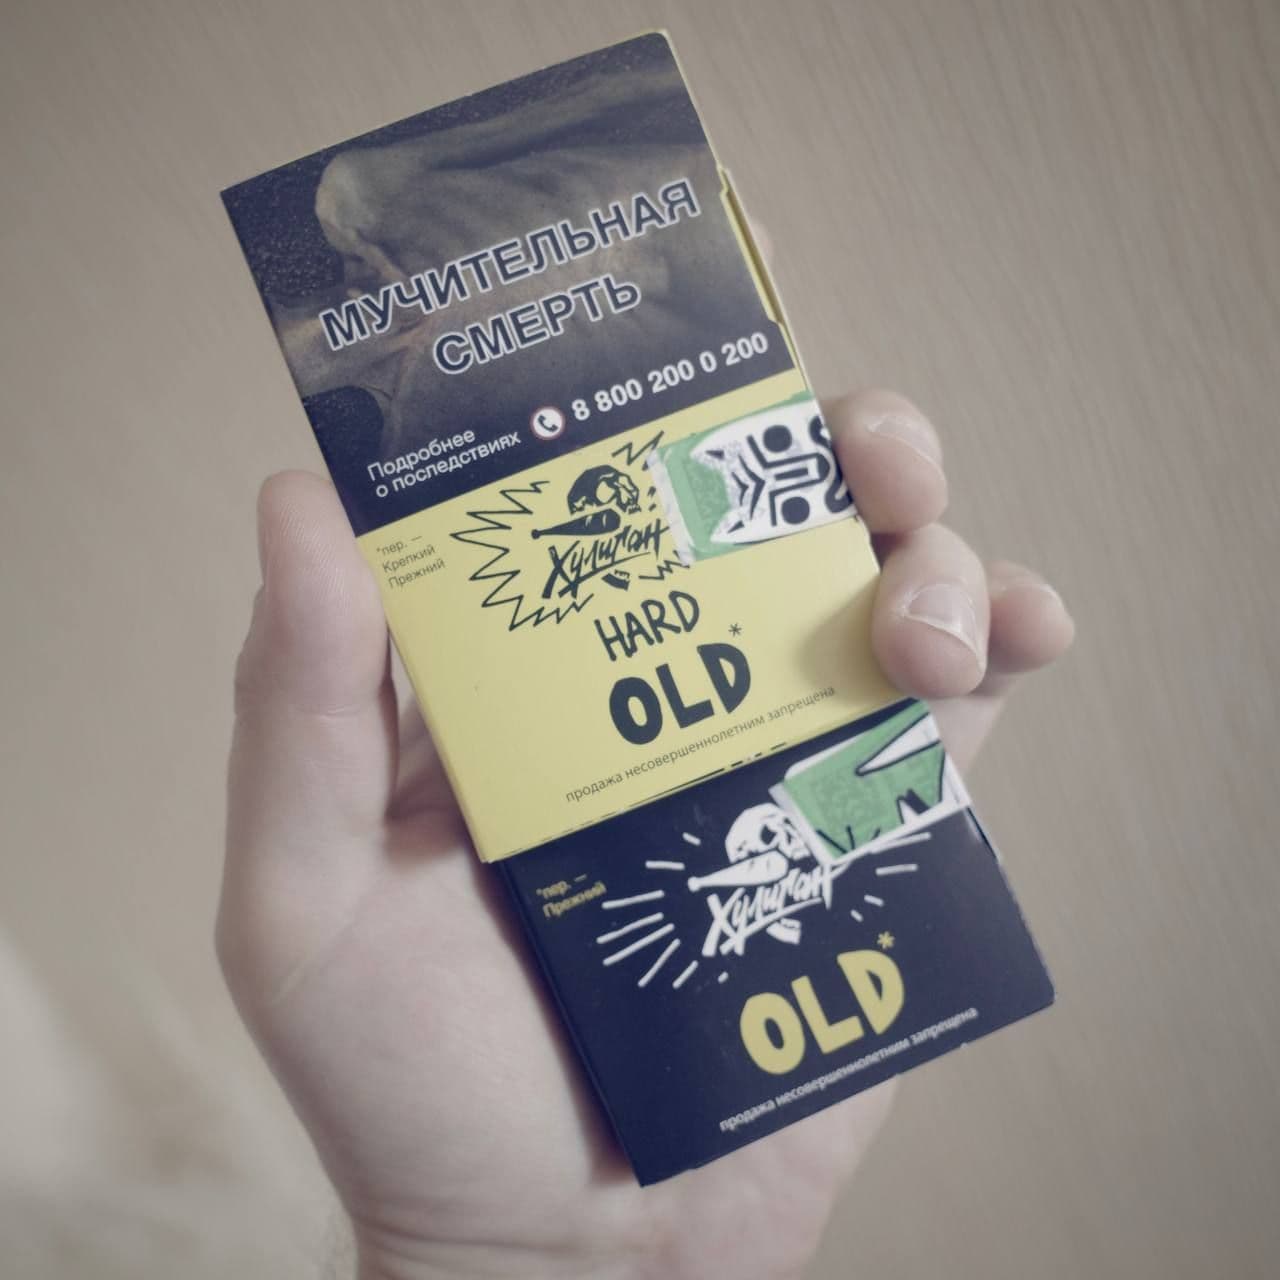 МУЧИТЕЛЬНАЯ
СМЕРТЬ
Подробнее
о последствиях
8 800 200 0 200
*пер. —
Крепкий
Прежний
Хулиган
HARD
OLD*
продажа несовершеннолетним запрещена
*пер. —
Прежний
Хулиган
OLD*
продажа несовершеннолетним запрещена